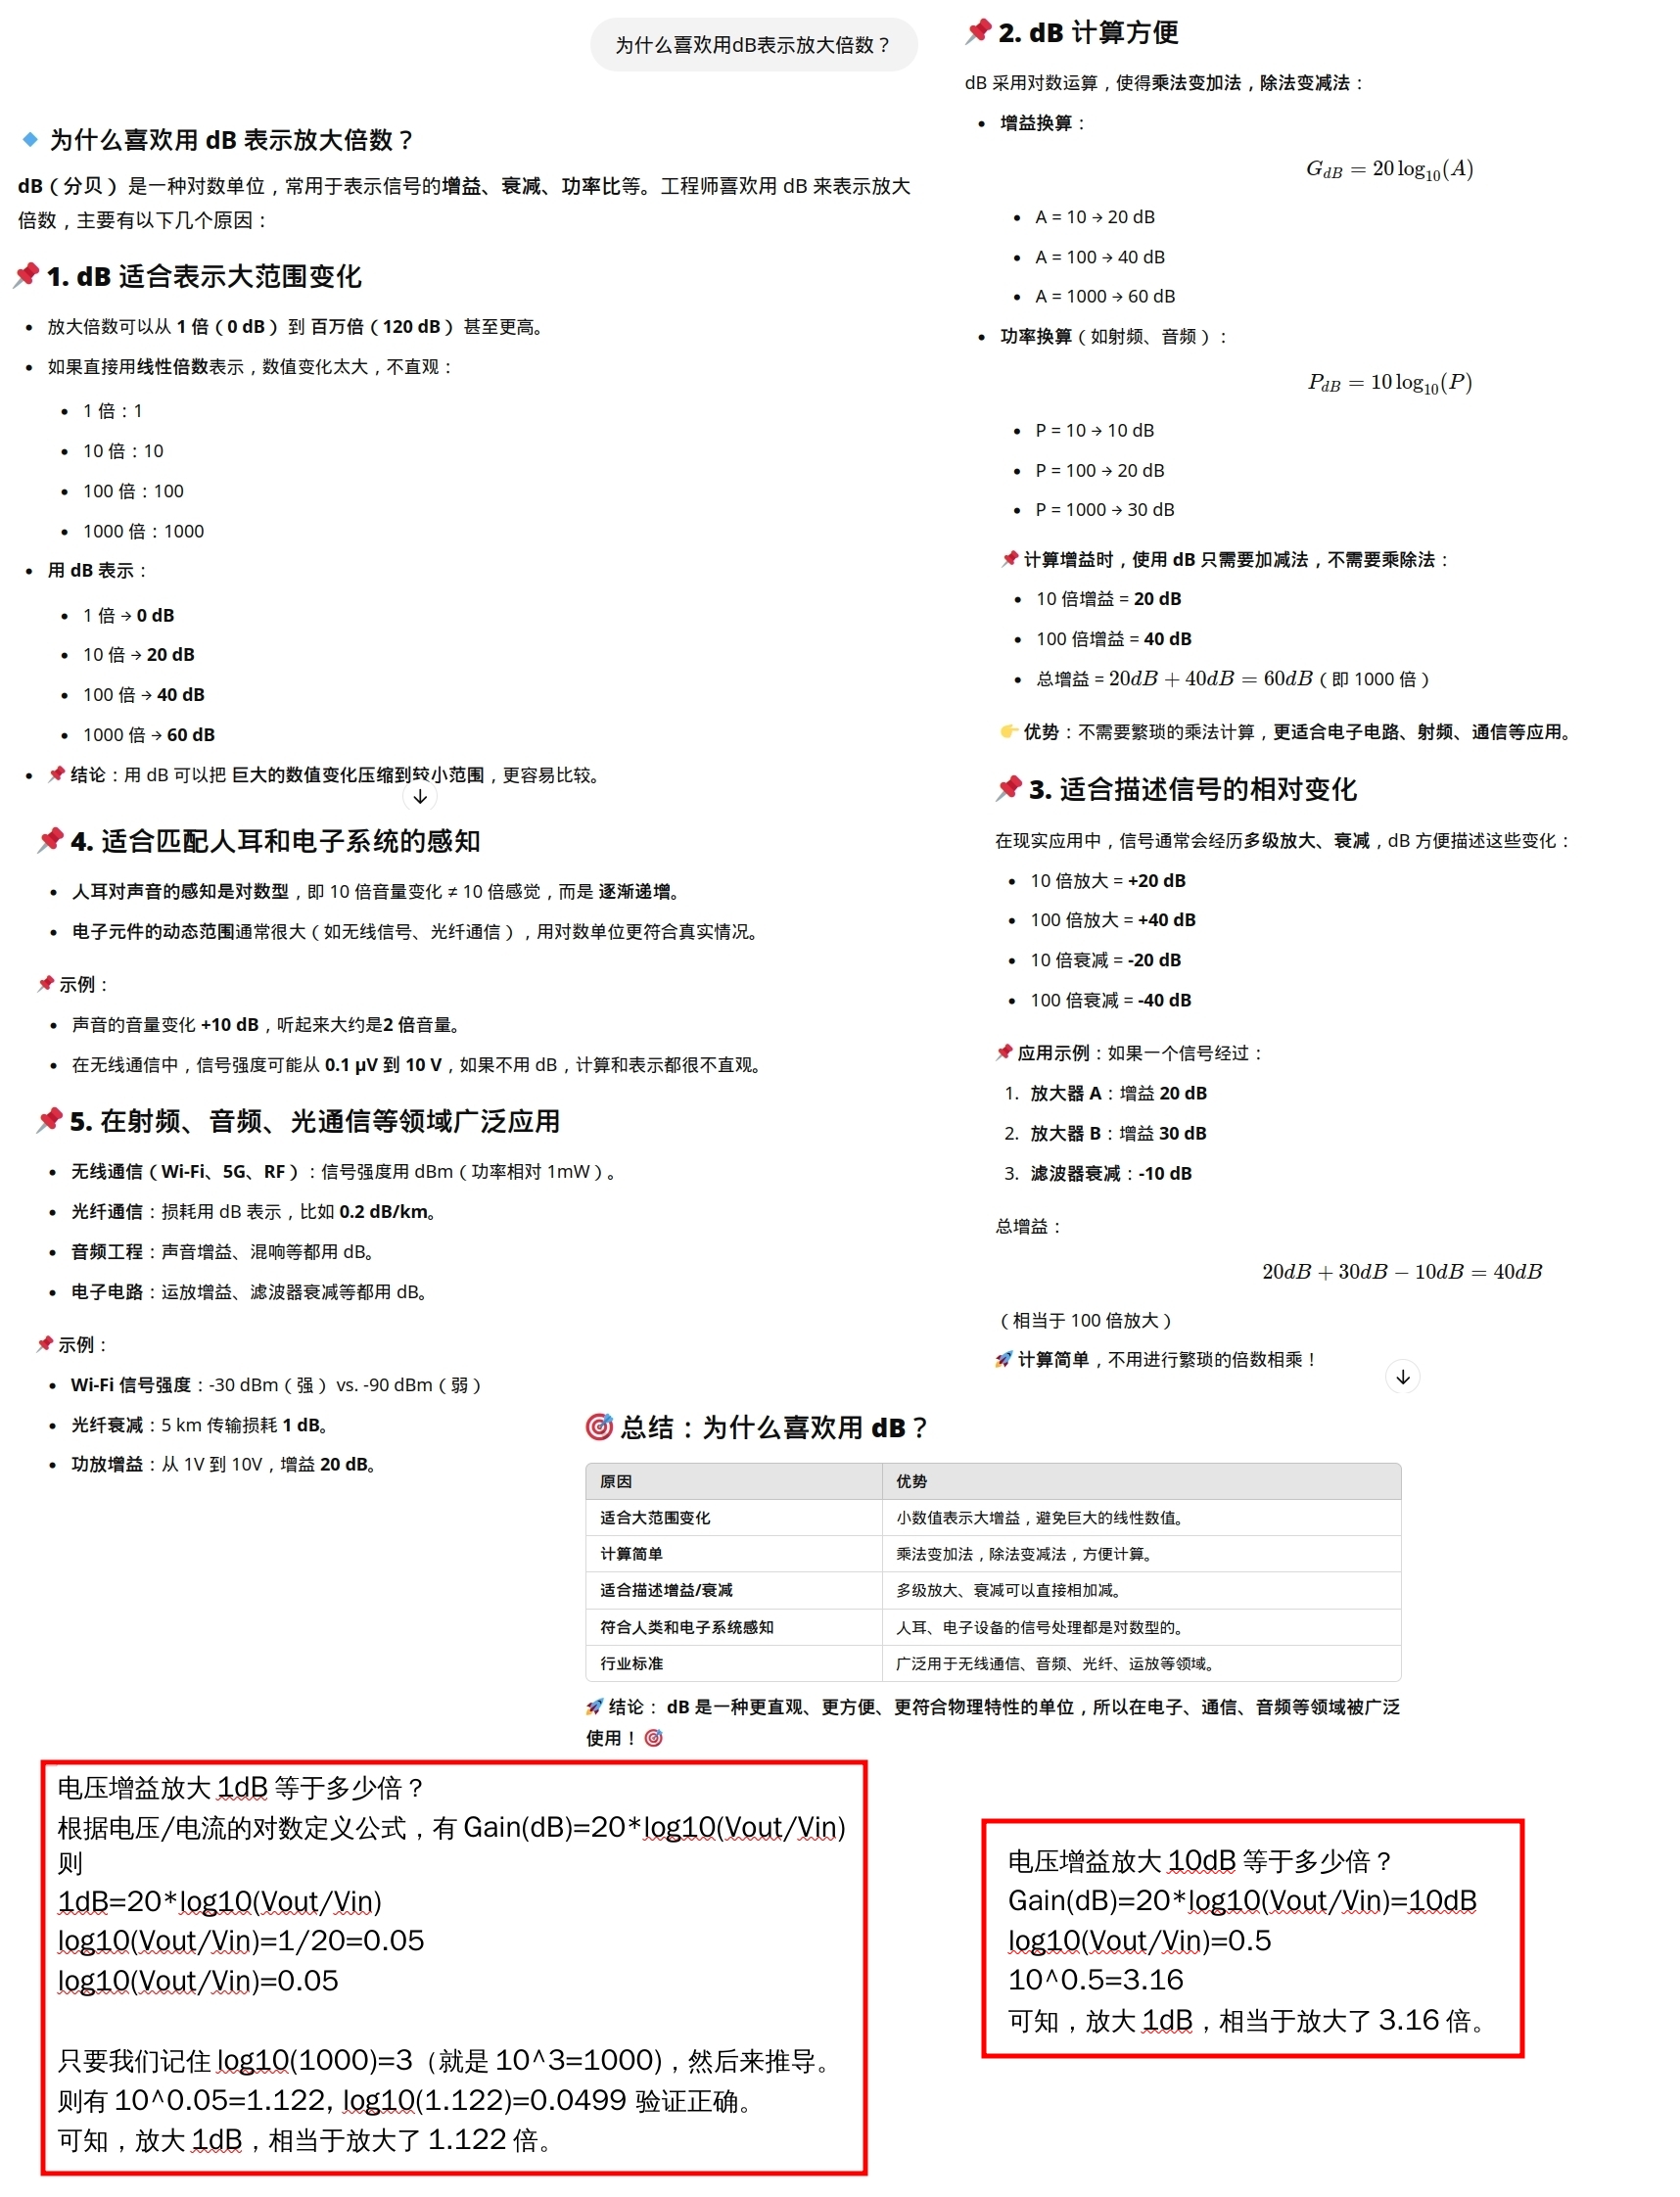 为什么喜欢用dB表示放大倍数？
🔹 为什么喜欢用 dB 表示放大倍数？
dB（分贝） 是一种对数单位，常用于表示信号的增益、衰减、功率比等。工程师喜欢用 dB 来表示放大
倍数，主要有以下几个原因：
📌 1. dB 适合表示大范围变化
• 放大倍数可以从 1 倍（0 dB） 到 百万倍（120 dB） 甚至更高。
• 如果直接用线性倍数表示，数值变化太大，不直观：
• 1 倍：1
• 10 倍：10
• 100 倍：100
• 1000 倍：1000
• 用 dB 表示：
• 1 倍 → 0 dB
• 10 倍 → 20 dB
• 100 倍 → 40 dB
• 1000 倍 → 60 dB
• 📌 结论：用 dB 可以把 巨大的数值变化压缩到较小范围，更容易比较。
📌 2. dB 计算方便
dB 采用对数运算，使得乘法变加法，除法变减法：
• 增益换算：
G_{dB} = 20 log_{10}(A)
• A = 10 → 20 dB
• A = 100 → 40 dB
• A = 1000 → 60 dB
• 功率换算（如射频、音频）：
P_{dB} = 10 log_{10}(P)
• P = 10 → 10 dB
• P = 100 → 20 dB
• P = 1000 → 30 dB
📌 计算增益时，使用 dB 只需要加减法，不需要乘除法：
• 10 倍增益 = 20 dB
• 100 倍增益 = 40 dB
• 总增益 = 20dB + 40dB = 60dB（即 1000 倍）
👉 优势：不需要繁琐的乘法计算，更适合电子电路、射频、通信等应用。
📌 3. 适合描述信号的相对变化
在现实应用中，信号通常会经历多级放大、衰减，dB 方便描述这些变化：
• 10 倍放大 = +20 dB
• 100 倍放大 = +40 dB
• 10 倍衰减 = -20 dB
• 100 倍衰减 = -40 dB
📌 应用示例：如果一个信号经过：
1. 放大器 A：增益 20 dB
2. 放大器 B：增益 30 dB
3. 滤波器衰减：-10 dB
总增益：
20dB + 30dB − 10dB = 40dB
（相当于 100 倍放大）
🚀 计算简单，不用进行繁琐的倍数相乘！
📌 4. 适合匹配人耳和电子系统的感知
• 人耳对声音的感知是对数型，即 10 倍音量变化 ≠ 10 倍感觉，而是 逐渐递增。
• 电子元件的动态范围通常很大（如无线信号、光纤通信），用对数单位更符合真实情况。
📌 示例：
• 声音的音量变化 +10 dB，听起来大约是2 倍音量。
• 在无线通信中，信号强度可能从 0.1 μV 到 10 V，如果不用 dB，计算和表示都很不直观。
📌 5. 在射频、音频、光通信等领域广泛应用
• 无线通信（Wi-Fi、5G、RF）：信号强度用 dBm（功率相对 1mW）。
• 光纤通信：损耗用 dB 表示，比如 0.2 dB/km。
• 音频工程：声音增益、混响等都用 dB。
• 电子电路：运放增益、滤波器衰减等都用 dB。
📌 示例：
• Wi-Fi 信号强度：-30 dBm（强） vs. -90 dBm（弱）
• 光纤衰减：5 km 传输损耗 1 dB。
• 功放增益：从 1V 到 10V，增益 20 dB。
🎯 总结：为什么喜欢用 dB？
原因 优势
适合大范围变化 小数值表示大增益，避免巨大的线性数值。
计算简单 乘法变加法，除法变减法，方便计算。
适合描述增益/衰减 多级放大、衰减可以直接相加减。
符合人类和电子系统感知 人耳、电子设备的信号处理都是对数型的。
行业标准 广泛用于无线通信、音频、光纤、运放等领域。
🚀 结论： dB 是一种更直观、更方便、更符合物理特性的单位，所以在电子、通信、音频等领域被广泛
使用！🎯
电压增益放大 1dB 等于多少倍？
根据电压/电流的对数定义公式，有 Gain(dB)=20*log10(Vout/Vin)
则
1dB=20*log10(Vout/Vin)
log10(Vout/Vin)=1/20=0.05
log10(Vout/Vin)=0.05
只要我们记住 log10(1000)=3（就是 10^3=1000），然后来推导。
则有 10^0.05=1.122, log10(1.122)=0.0499 验证正确。
可知，放大 1dB，相当于放大了 1.122 倍。
电压增益放大 10dB 等于多少倍？
Gain(dB)=20*log10(Vout/Vin)=10dB
log10(Vout/Vin)=0.5
10^0.5=3.16
可知，放大 1dB，相当于放大了 3.16 倍。